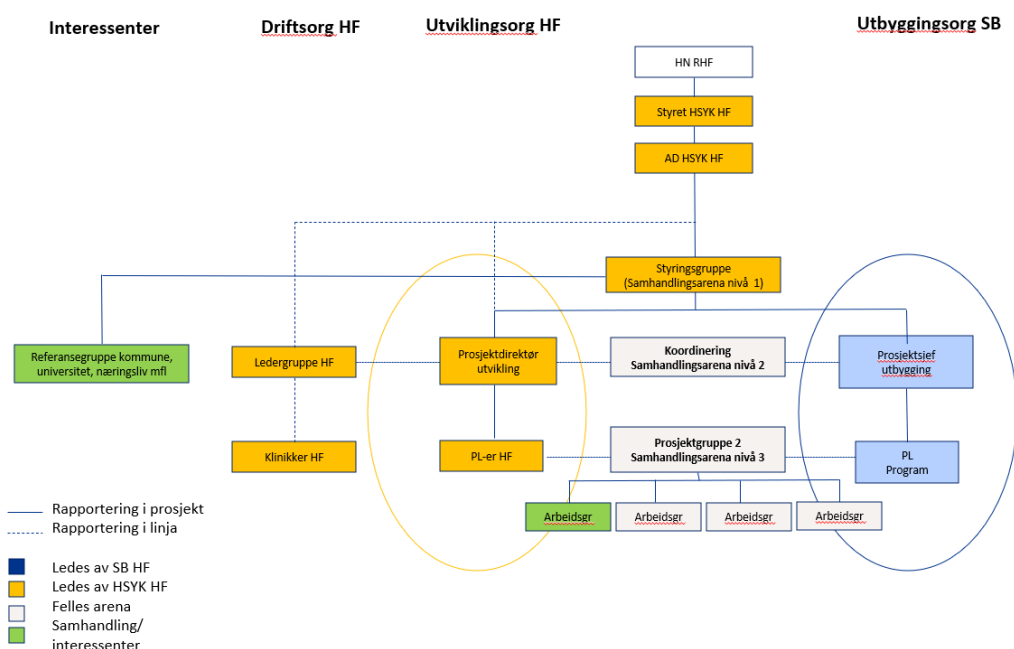 Interessenter
Driftsorg HF
Utviklingsorg HF
Utbyggingsorg SB
HN RHF
Styret HSYK HF
AD HSYK HF
Styringsgruppe
(Samhandlingsarena nivå 1)
Referansegruppe kommune,
universitet, næringsliv mfl
Ledergruppe HF
Prosjektdirektør
utvikling
Koordinering
Samhandlingsarena nivå 2
Prosjektsjef
utbygging
Klinikker HF
PL-er HF
Prosjektgruppe 2
Samhandlingsarena nivå 3
PL
Program
Arbeidsgr
Arbeidsgr
Arbeidsgr
Arbeidsgr
Rapportering i prosjekt
Rapportering i linja
Ledes av SB HF
Ledes av HSYK HF
Felles arena
Samhandling/
interessenter